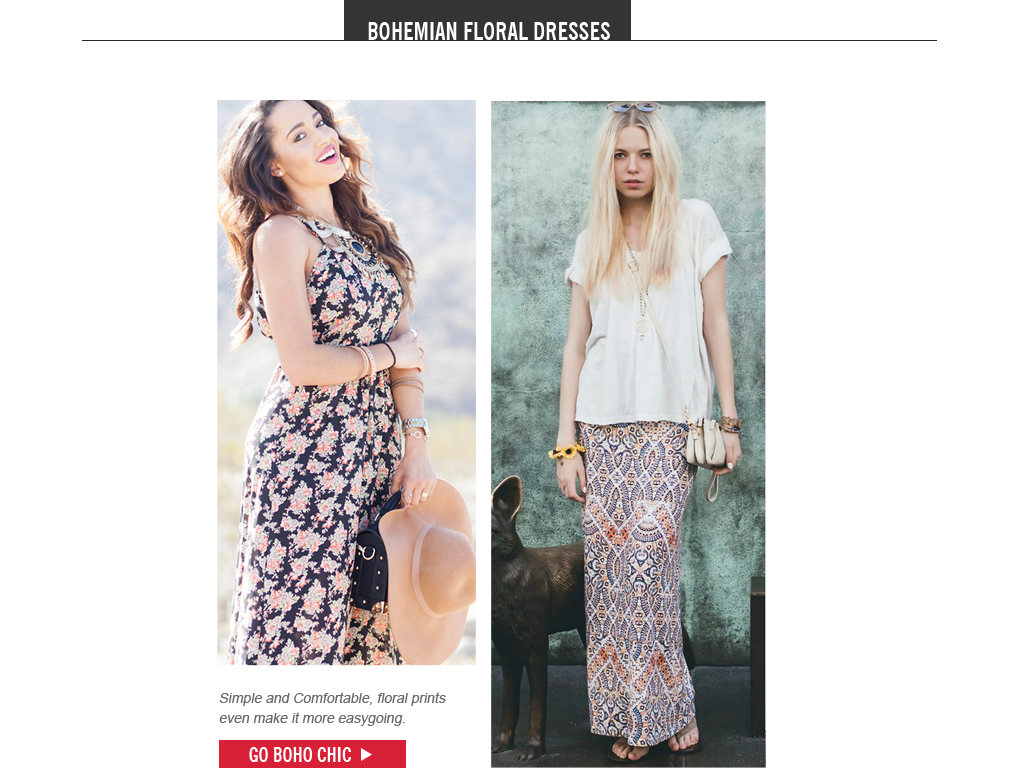 BOHEMIAN FLORAL DRESSES
Simple and Comfortable, floral prints
even make it more easygoing.
GO BOHO CHIC